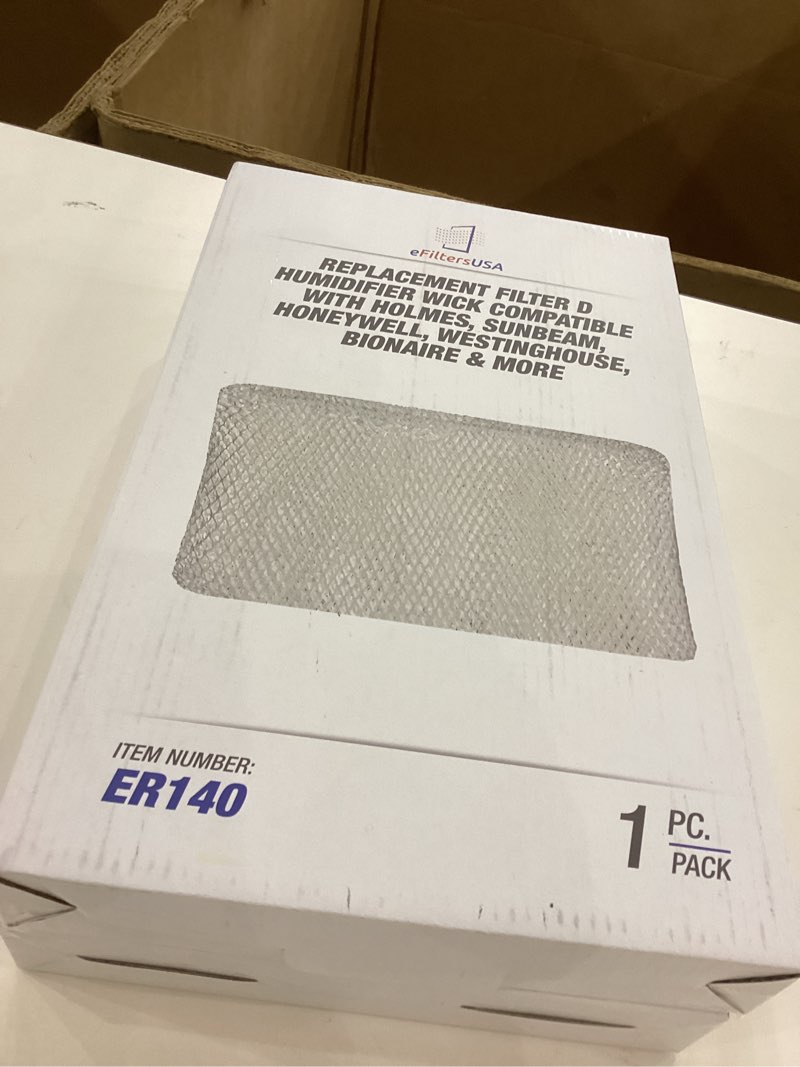 eFiltersUSA
REPLACEMENT FILTER D
HUMIDIFIER WICK COMPATIBLE
WITH HOLMES, SUNBEAM,
HONEYWELL, WESTINGHOUSE,
BIONAIRE & MORE
ITEM NUMBER:
ER140
1 PC.
PACK